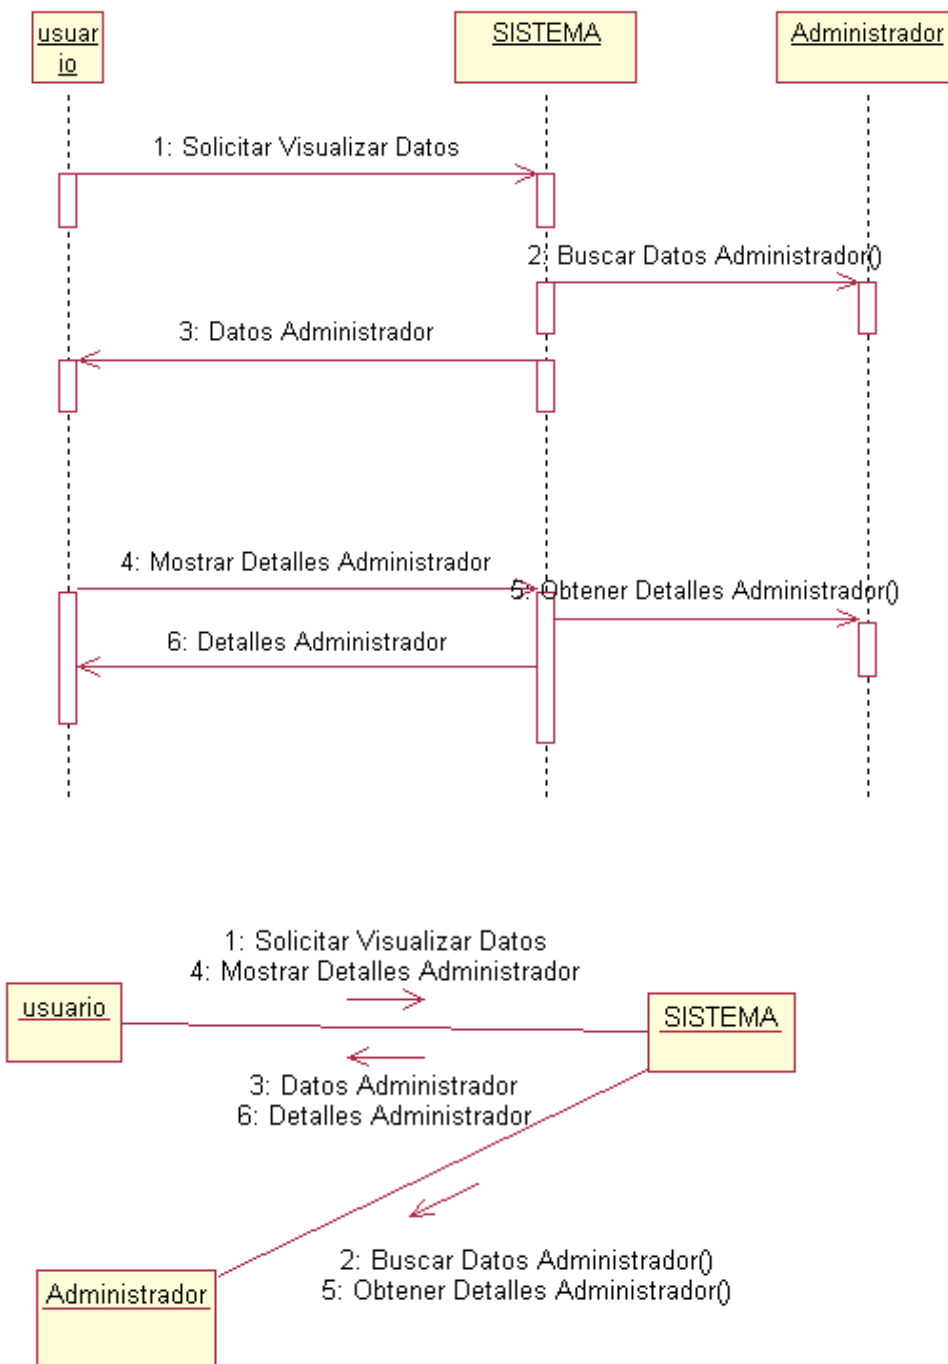 usuar
io
SISTEMA
Administrador
1: Solicitar Visualizar Datos
2: Buscar Datos Administrador()
3: Datos Administrador
4: Mostrar Detalles Administrador
5: Obtener Detalles Administrador()
6: Detalles Administrador
1: Solicitar Visualizar Datos
4: Mostrar Detalles Administrador
usuario
SISTEMA
3: Datos Administrador
6: Detalles Administrador
2: Buscar Datos Administrador()
5: Obtener Detalles Administrador()
Administrador